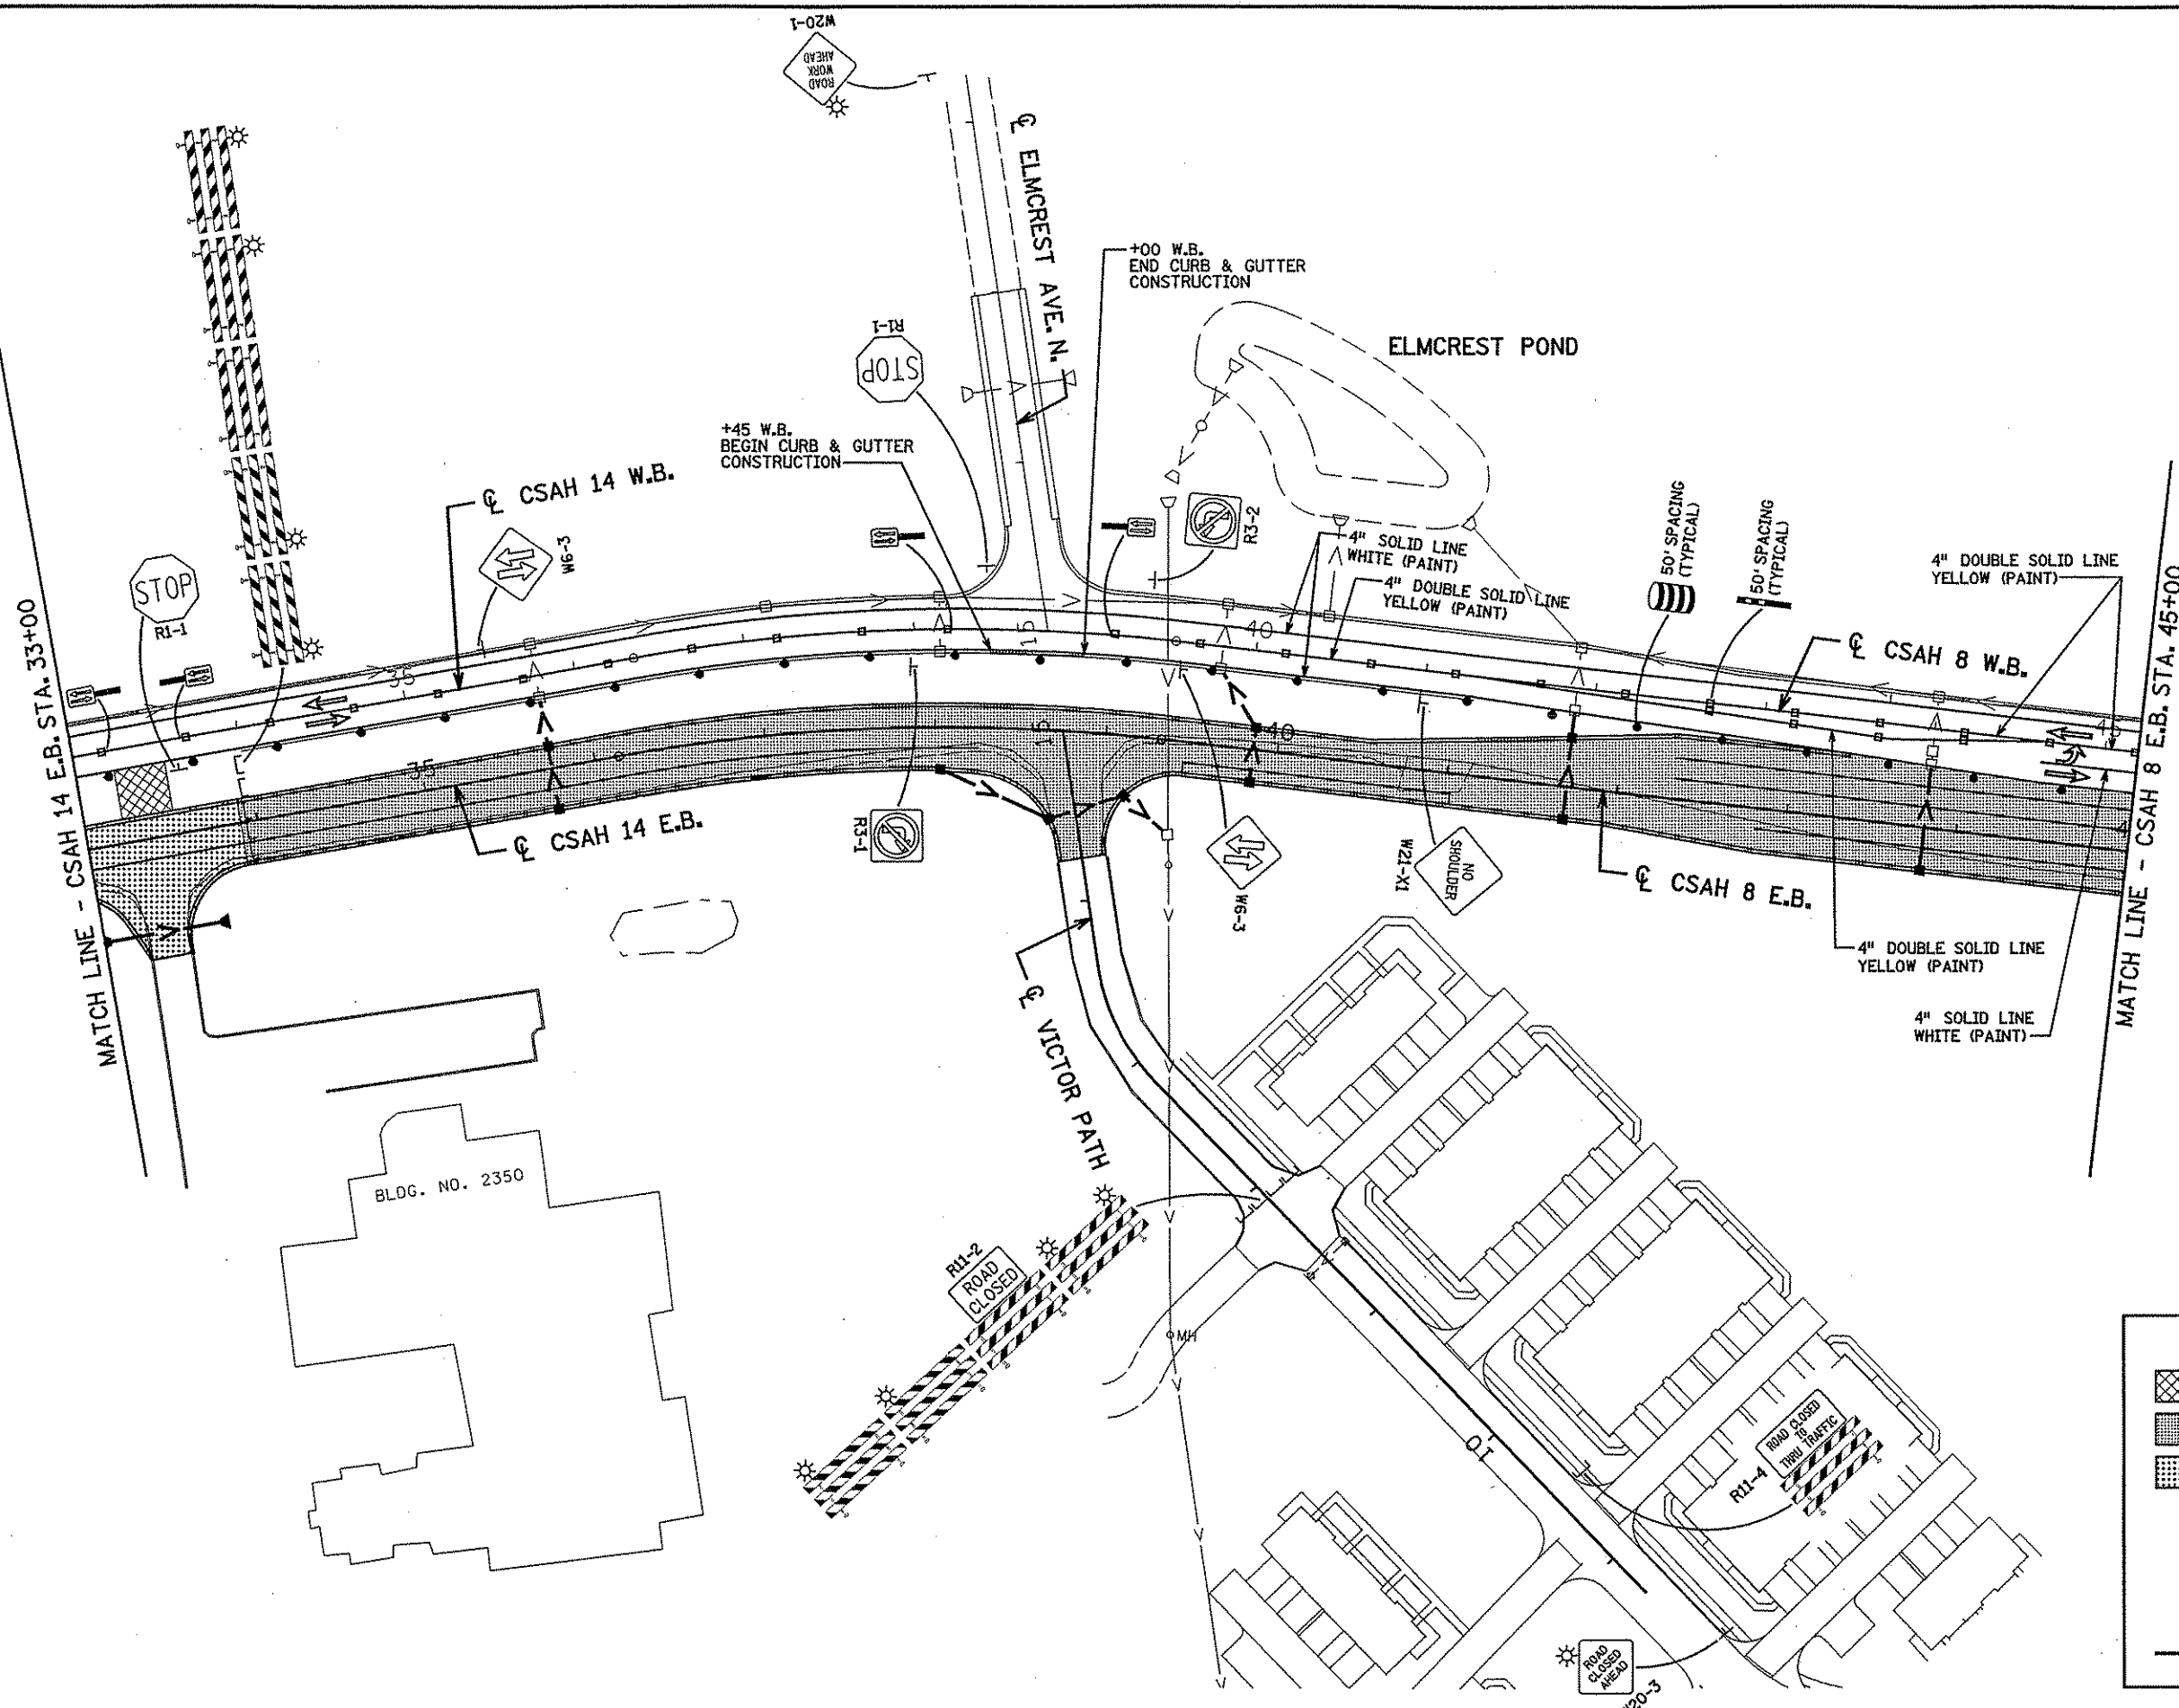 W20-1
ROAD
WORK
AHEAD
℄ ELMCREST AVE. N.
+00 W.B.
END CURB & GUTTER
CONSTRUCTION
R1-1
STOP
ELMCREST POND
+45 W.B.
BEGIN CURB & GUTTER
CONSTRUCTION
℄ CSAH 14 W.B.
W6-3
R3-2
4" SOLID LINE
WHITE (PAINT)
4" DOUBLE SOLID LINE
YELLOW (PAINT)
50' SPACING
(TYPICAL)
50' SPACING
(TYPICAL)
4" DOUBLE SOLID LINE
YELLOW (PAINT)
STOP
R1-1
35
15
40
℄ CSAH 8 W.B.
MATCH LINE - CSAH 14 E.B. STA. 33+00
MATCH LINE - CSAH 8 E.B. STA. 45+00
35
15
40
℄ CSAH 14 E.B.
R3-1
W6-3
W21-X1
NO
SHOULDER
℄ CSAH 8 E.B.
4" DOUBLE SOLID LINE
YELLOW (PAINT)
4" SOLID LINE
WHITE (PAINT)
℄ VICTOR PATH
BLDG. NO. 2350
R11-2
ROAD
CLOSED
MH
10
ROAD CLOSED
TO
THRU TRAFFIC
R11-4
ROAD
CLOSED
AHEAD
W20-3